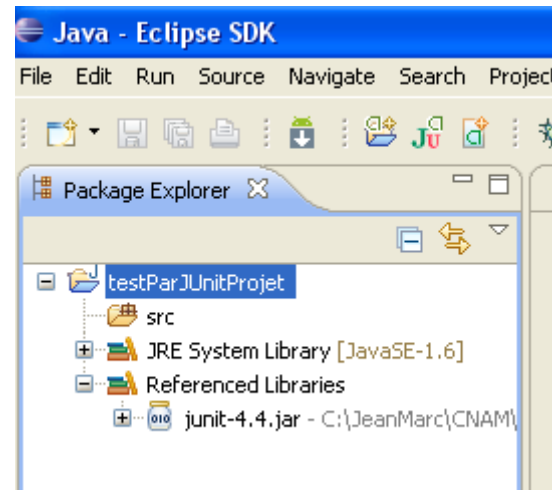 Java - Eclipse SDK
File Edit Run Source Navigate Search Project
Package Explorer
testParJUnitProjet
src
JRE System Library [JavaSE-1.6]
Referenced Libraries
junit-4.4.jar - C:\JeanMarc\CNAM\